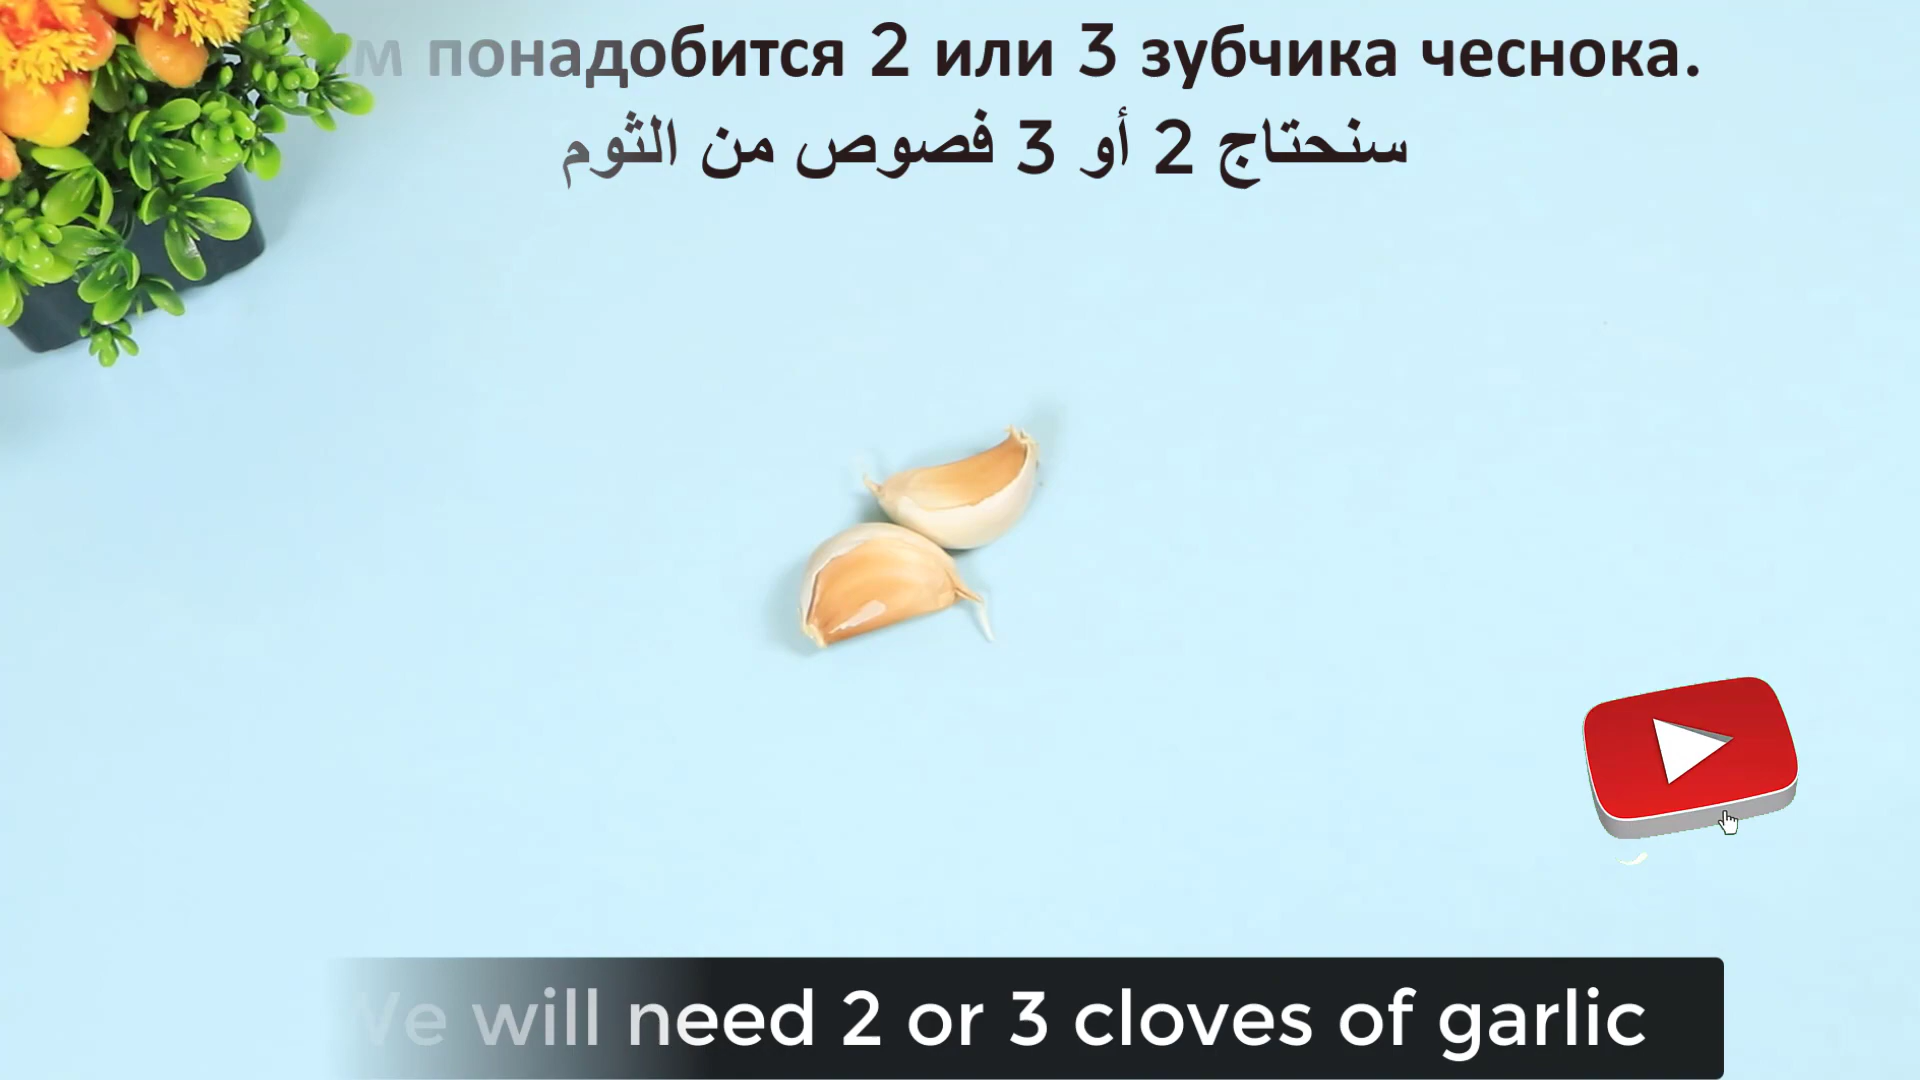 понадобится 2 или 3 зубчика чеснока.
سنحتاج 2 أو 3 فصوص من الثوم
We will need 2 or 3 cloves of garlic